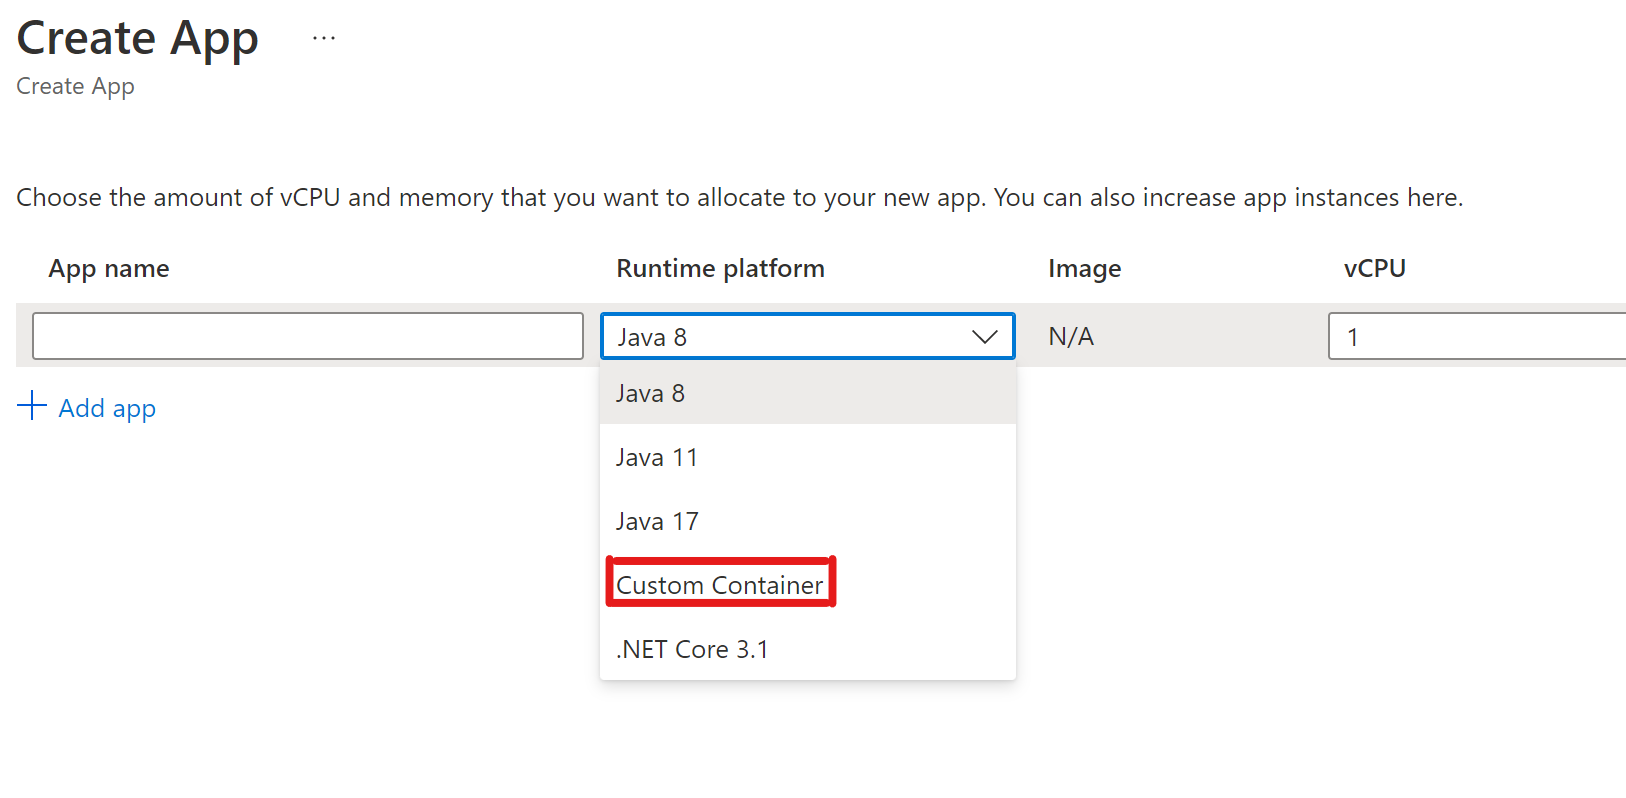 Create App ...
Create App
Choose the amount of vCPU and memory that you want to allocate to your new app. You can also increase app instances here.
App name Runtime platform Image vCPU
Java 8 N/A 1
Java 8
+ Add app
Java 11
Java 17
Custom Container
.NET Core 3.1